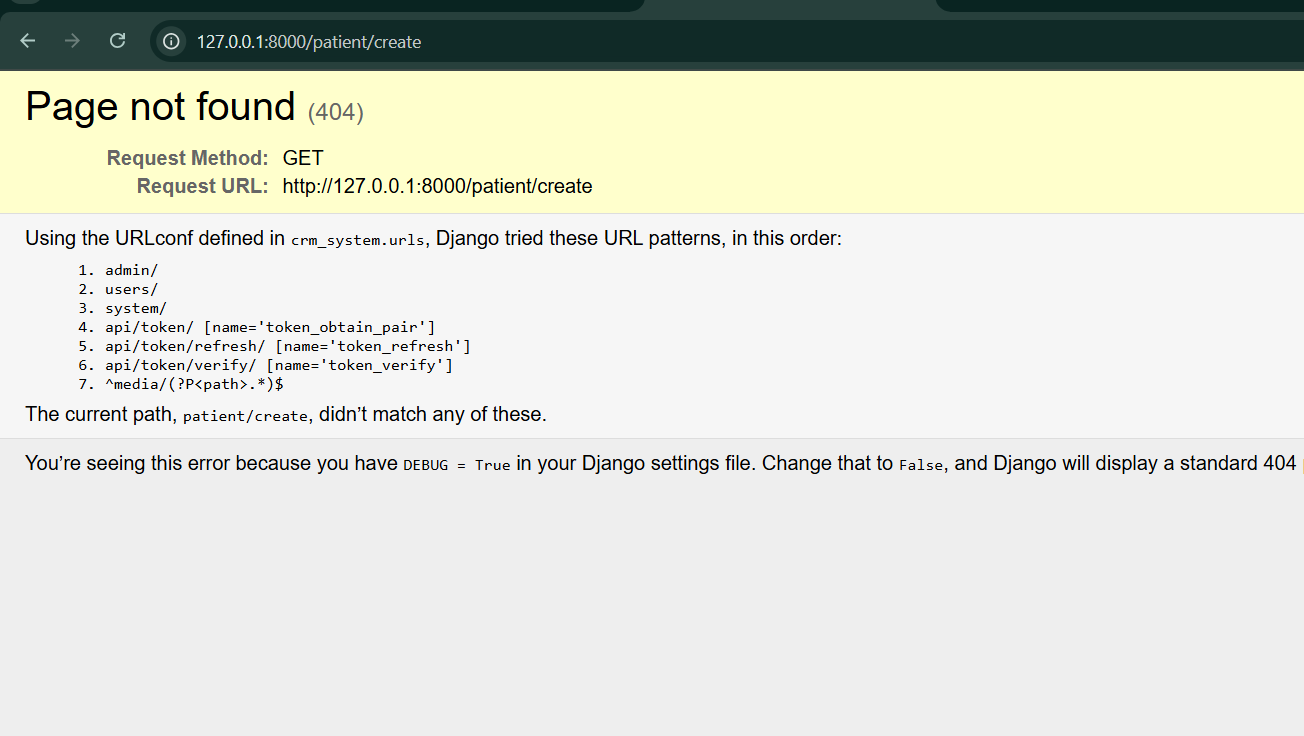 127.0.0.1:8000/patient/create
Page not found (404)
Request Method: GET
Request URL: http://127.0.0.1:8000/patient/create
Using the URLconf defined in crm_system.urls, Django tried these URL patterns, in this order:
1. admin/
2. users/
3. system/
4. api/token/ [name='token_obtain_pair']
5. api/token/refresh/ [name='token_refresh']
6. api/token/verify/ [name='token_verify']
7. ^media/(?P<path>.*)$
The current path, patient/create, didn’t match any of these.
You’re seeing this error because you have DEBUG = True in your Django settings file. Change that to False, and Django will display a standard 404